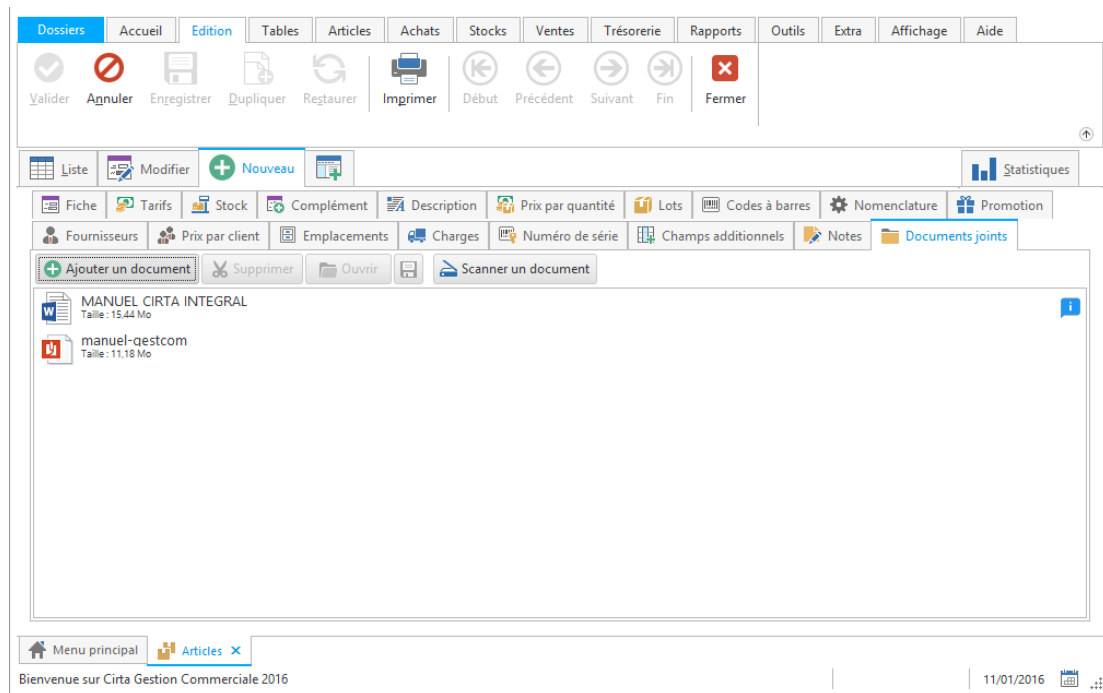 Dossiers Accueil Edition Tables Articles Achats Stocks Ventes Trésorerie Rapports Outils Extra Affichage Aide
Valider Annuler Enregistrer Dupliquer Restaurer Imprimer Début Précédent Suivant Fin Fermer
Liste Modifier Nouveau Statistiques
Fiche Tarifs Stock Complément Description Prix par quantité Lots Codes à barres Nomenclature Promotion
Fournisseurs Prix par client Emplacements Charges Numéro de série Champs additionnels Notes Documents joints
Ajouter un document Supprimer Ouvrir Scanner un document
MANUEL CIRTA INTEGRAL
Taille : 15,44 Mo
manuel-gestcom
Taille : 11,18 Mo
Menu principal Articles
Bienvenue sur Cirta Gestion Commerciale 2016 11/01/2016